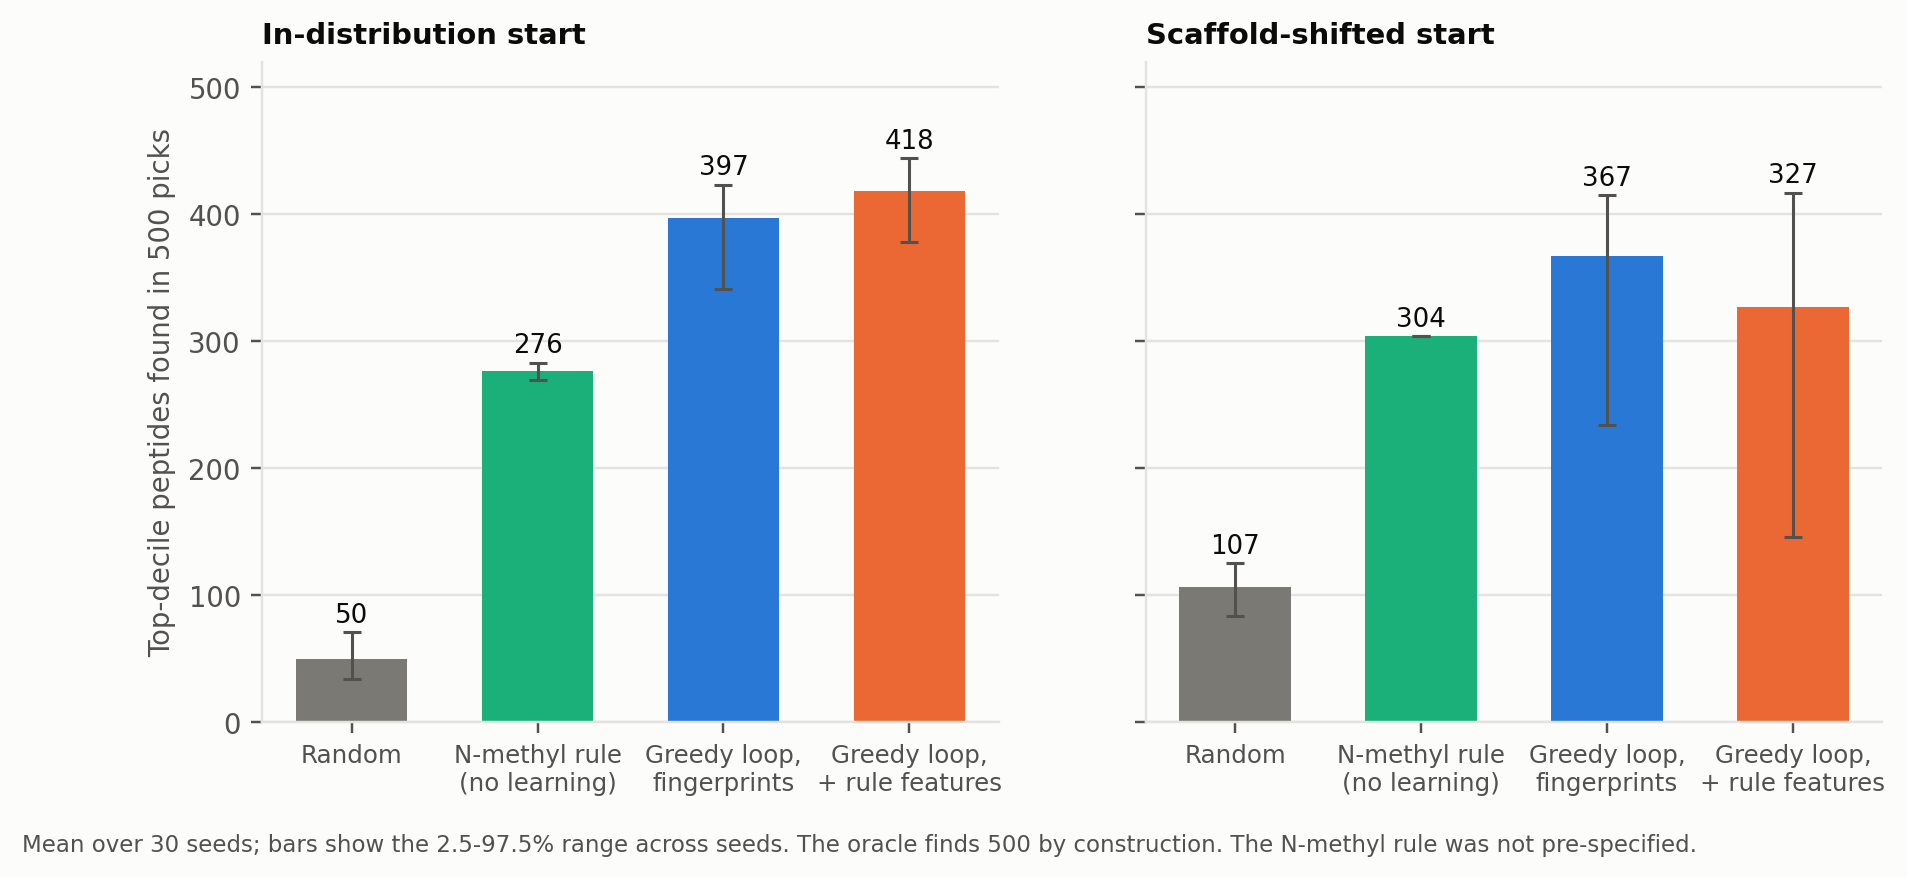 In-distribution start
Scaffold-shifted start
Top-decile peptides found in 500 picks
500
400
300
200
100
0
50
276
397
418
107
304
367
327
Random
N-methyl rule
(no learning)
Greedy loop,
fingerprints
Greedy loop,
+ rule features
Random
N-methyl rule
(no learning)
Greedy loop,
fingerprints
Greedy loop,
+ rule features
Mean over 30 seeds; bars show the 2.5-97.5% range across seeds. The oracle finds 500 by construction. The N-methyl rule was not pre-specified.